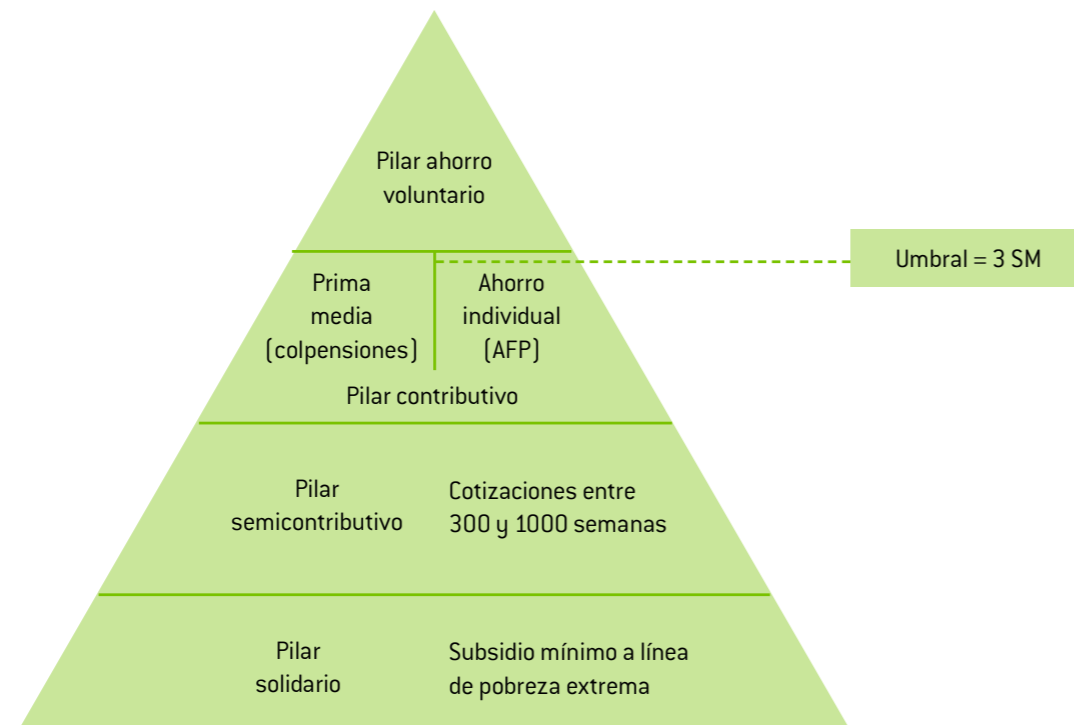 Pilar ahorro
voluntario
Umbral = 3 SM
Prima
media
(colpensiones)
Ahorro
individual
(AFP)
Pilar contributivo
Pilar
semicontributivo
Cotizaciones entre
300 y 1000 semanas
Pilar
solidario
Subsidio mínimo a línea
de pobreza extrema